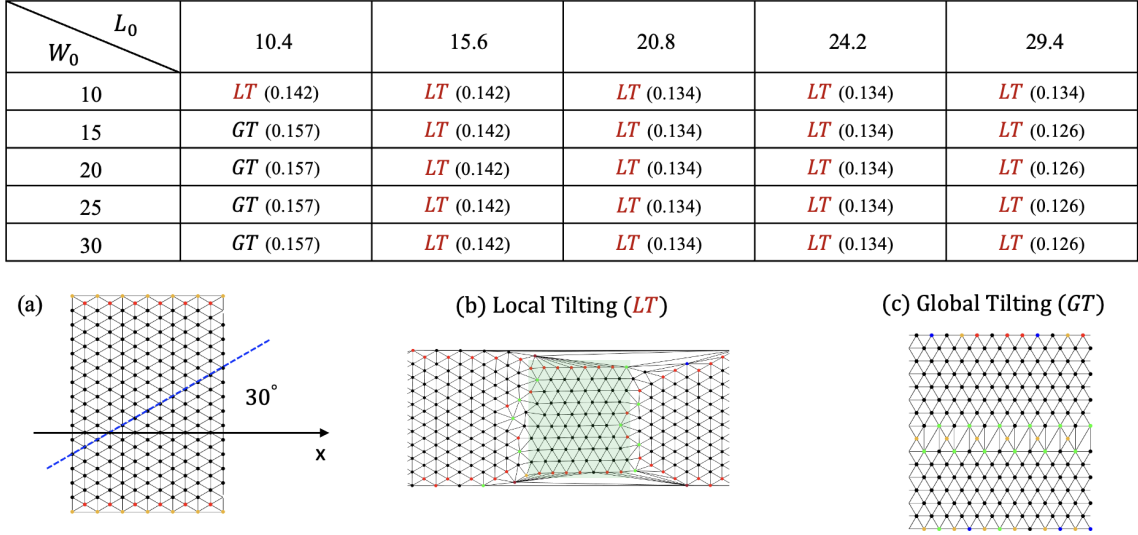 L₀
W₀ 10.4 15.6 20.8 24.2 29.4
10 LT (0.142) LT (0.142) LT (0.134) LT (0.134) LT (0.134)
15 GT (0.157) LT (0.142) LT (0.134) LT (0.134) LT (0.126)
20 GT (0.157) LT (0.142) LT (0.134) LT (0.134) LT (0.126)
25 GT (0.157) LT (0.142) LT (0.134) LT (0.134) LT (0.126)
30 GT (0.157) LT (0.142) LT (0.134) LT (0.134) LT (0.126)
(a)
30°
x
(b) Local Tilting (LT)
(c) Global Tilting (GT)